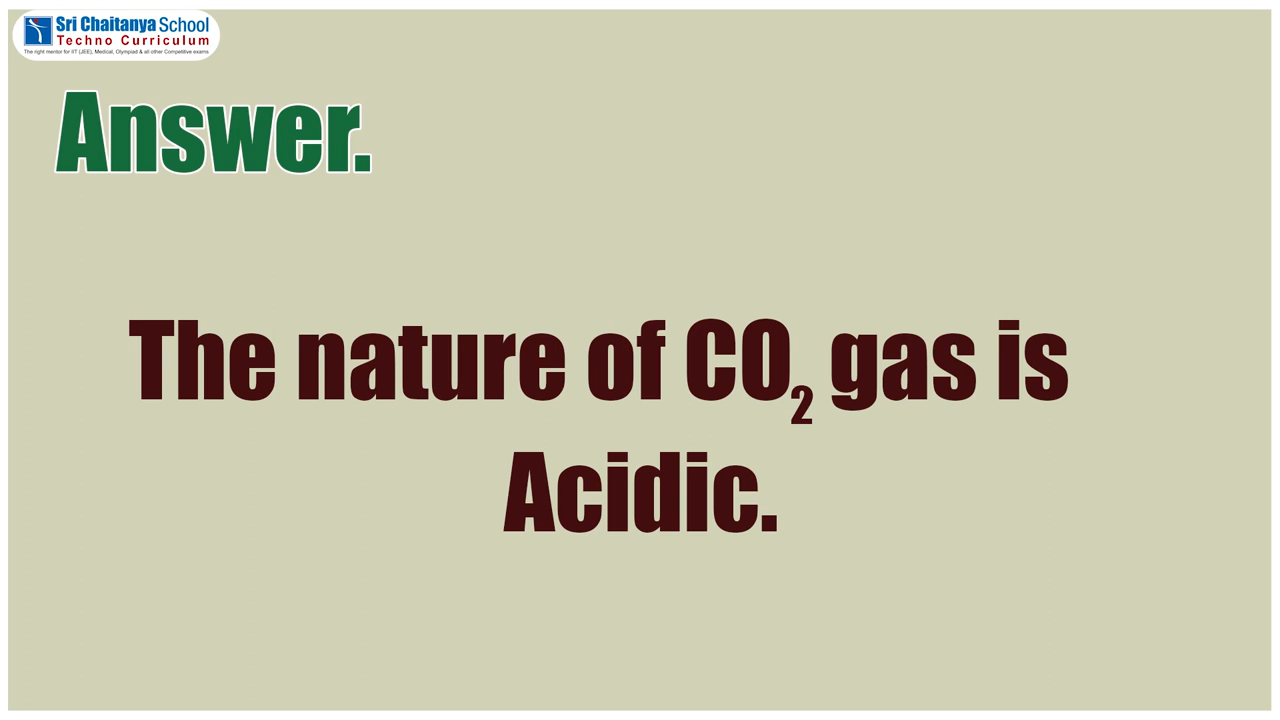 Sri Chaitanya School
Techno Curriculum
The right mentor for IIT (JEE), Medical, Olympiad & all other Competitive exams
Answer.
The nature of CO₂ gas is
Acidic.